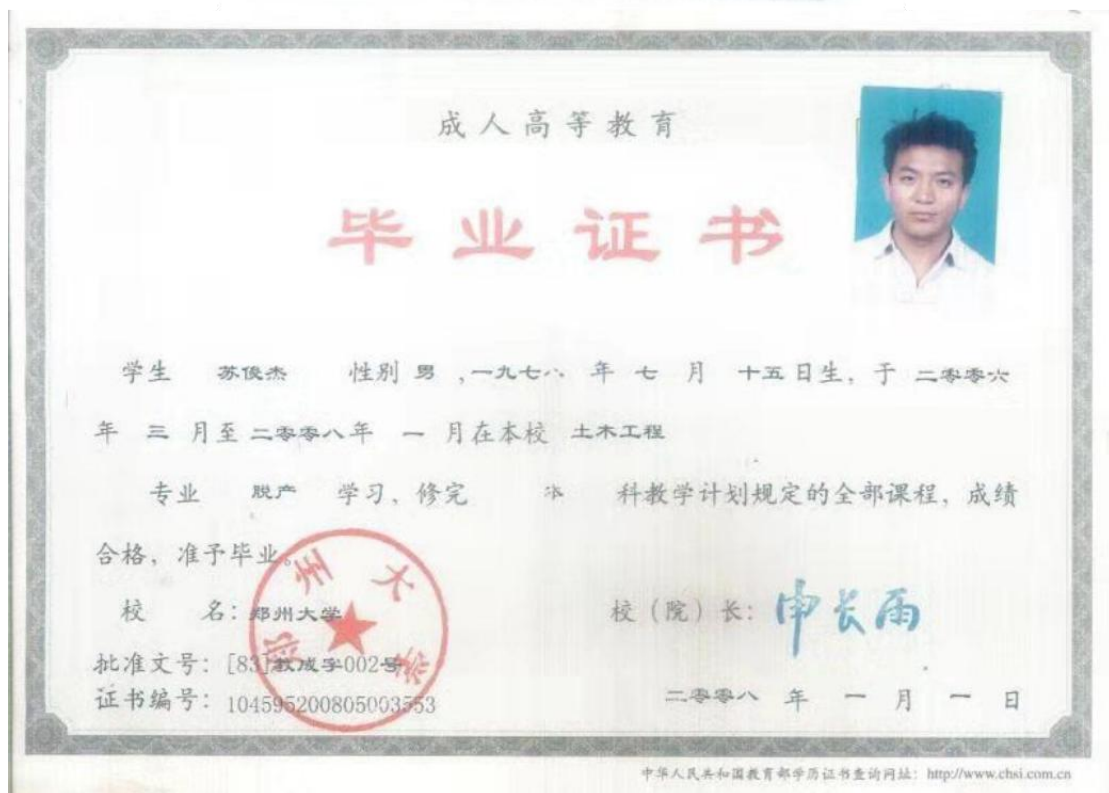 成人高等教育
毕业证书
学生 苏俊杰 性别 男 ,一九七八 年 七 月 十五日生, 于 二零零六
年 三 月至 二零零八年 一 月在本校 土木工程
专业 脱产 学习, 修完 本 科教学计划规定的全部课程, 成绩
合格, 准予毕业。
郑州大学
校 名: 郑州大学
校 (院) 长: 申长雨
批准文号: [83]教成字002号
证书编号: 104595200805003553
二零零八 年 一 月 一 日
中华人民共和国教育部学历证书查询网址: http://www.chsi.com.cn